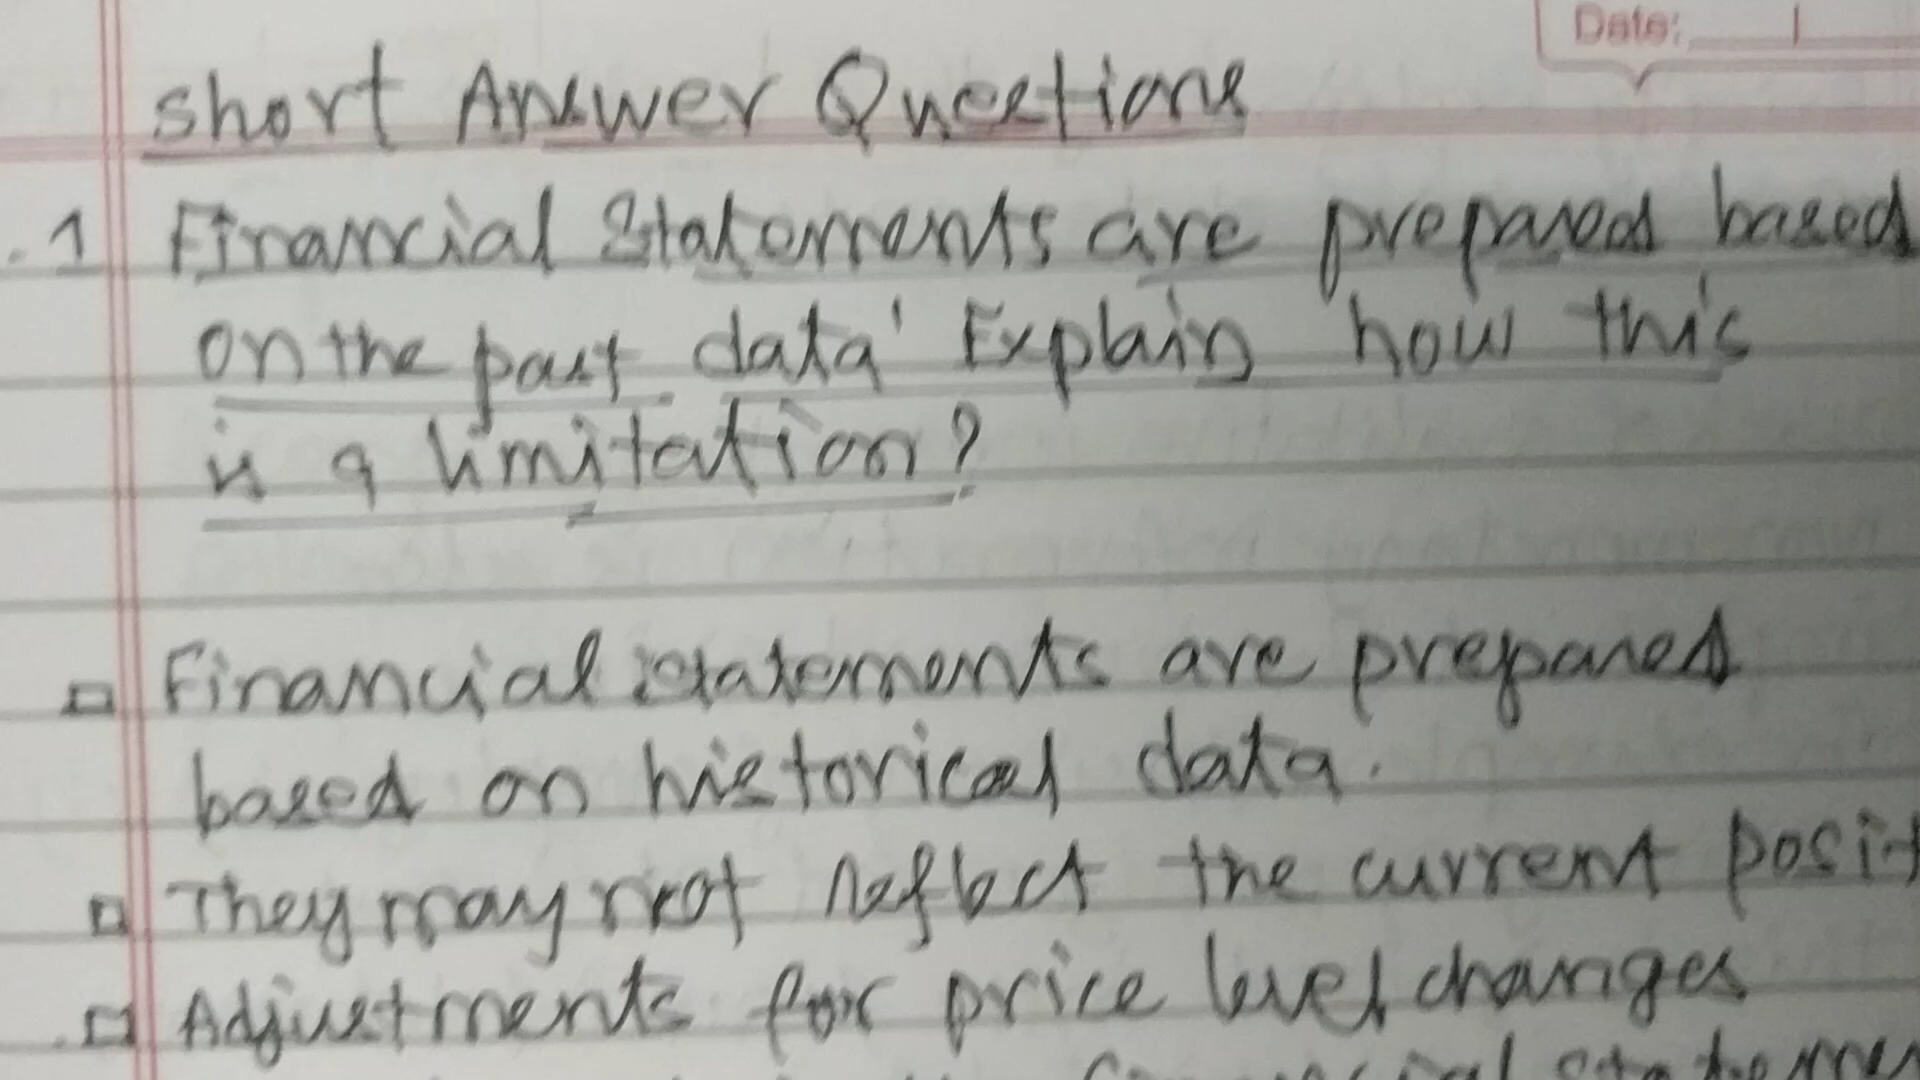 Date:
Short Answer Questions
.1 Financial Statements are prepared based
on the past data' Explain how this
is a limitation?
Financial statements are prepared
based on historical data.
They may not reflect the current posit
Adjustments for price level changes